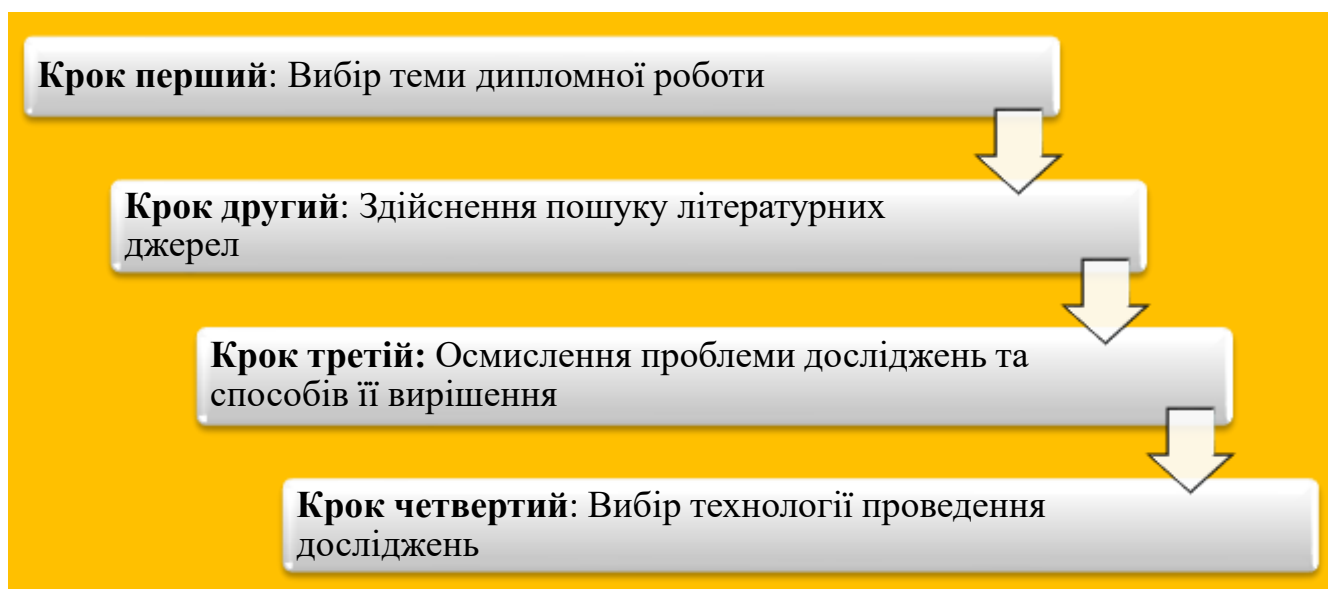 Крок перший: Вибір теми дипломної роботи
Крок другий: Здійснення пошуку літературних
джерел
Крок третій: Осмислення проблеми досліджень та
способів її вирішення
Крок четвертий: Вибір технології проведення
досліджень